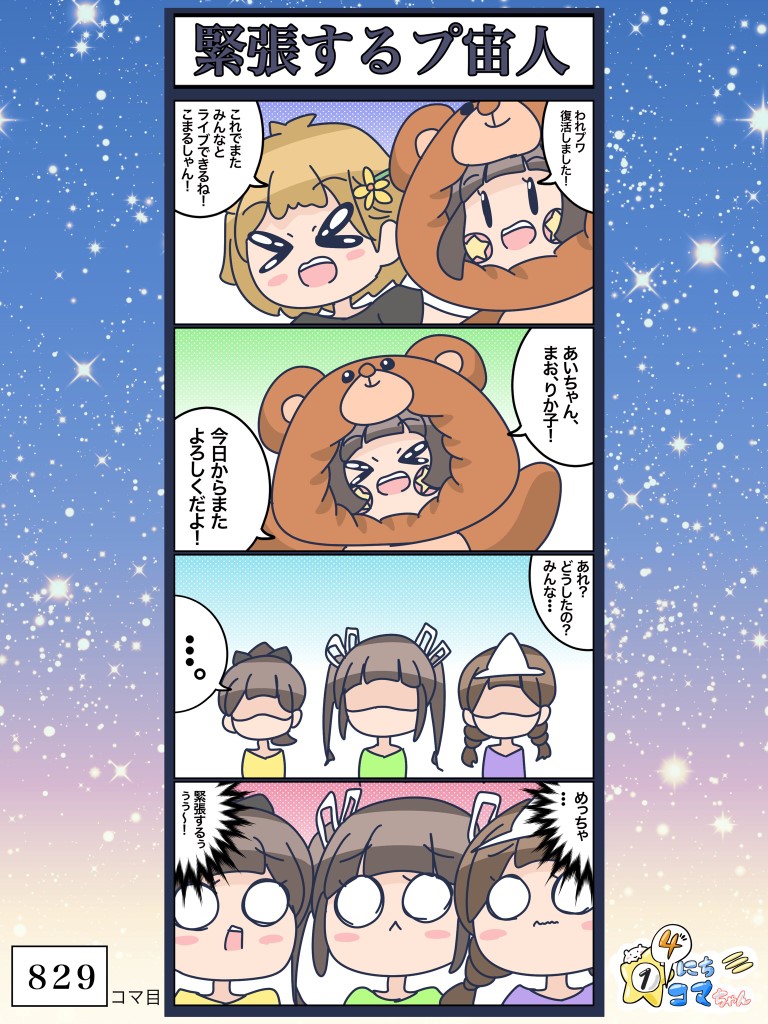 緊張するプ宙人
われプワ
復活しました！
これでまた
みんなと
ライブできるね！
こまるしゃん！
あいちゃん、
まお、りか子！
今日からまた
よろしくだよ！
あれ？
どうしたの？
みんな…
…。
めっちゃ
…
緊張するぅ
うぅ〜！
829
コマ目
1
4
にち
コマ
ちゃん